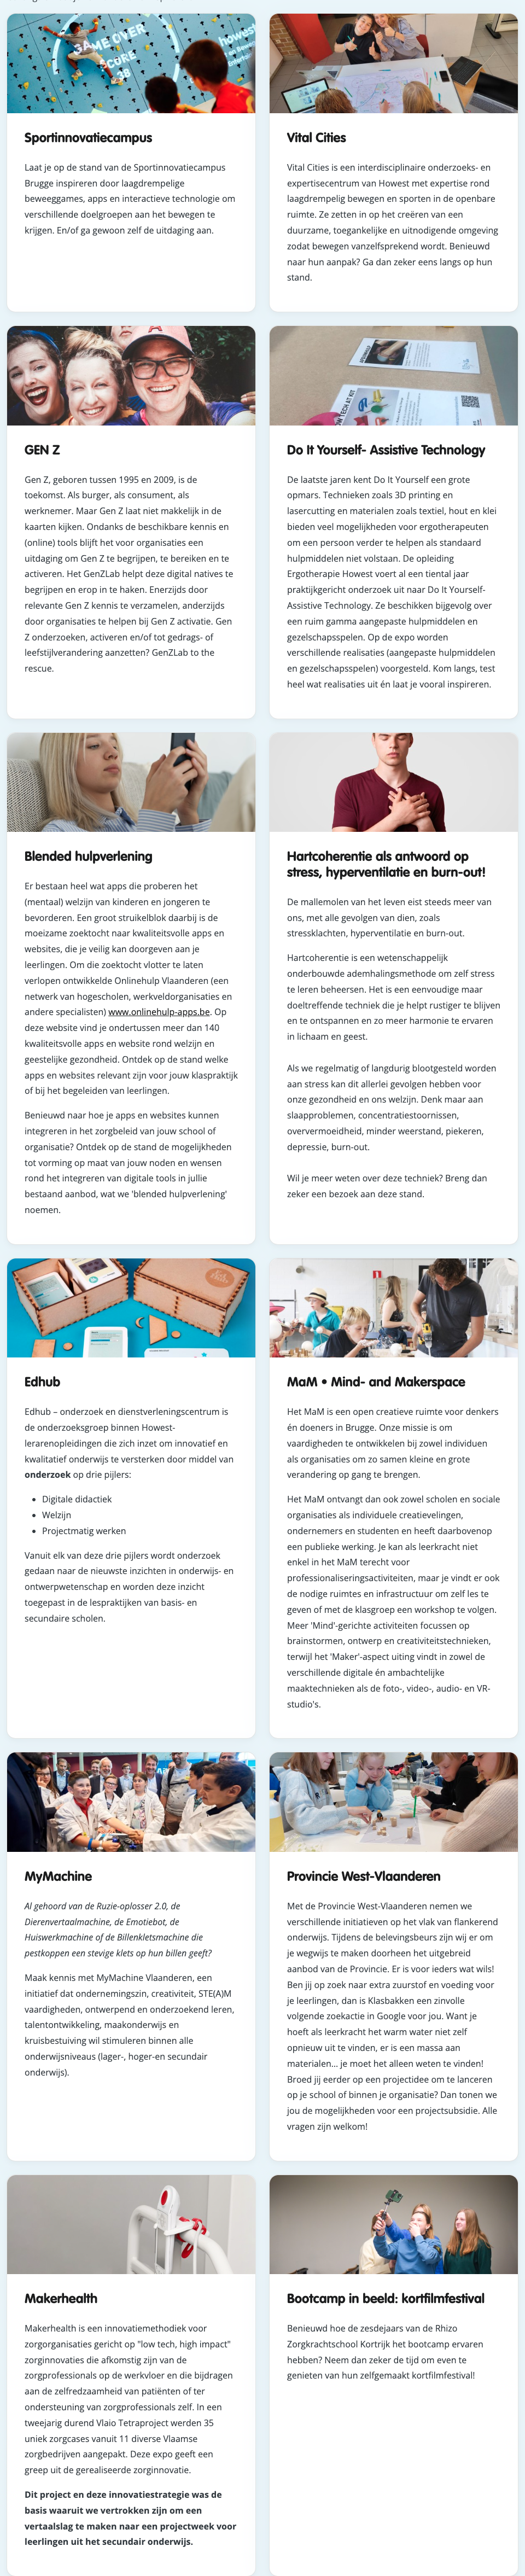 GAME OVER
SCORE
38
howest
Sportinnovatiecampus
Laat je op de stand van de Sportinnovatiecampus
Brugge inspireren door laagdrempelige
beweeggames, apps en interactieve technologie om
verschillende doelgroepen aan het bewegen te
krijgen. En/of ga gewoon zelf de uitdaging aan.
Vital Cities
Vital Cities is een interdisciplinaire onderzoeks- en
expertisecentrum van Howest met expertise rond
laagdrempelig bewegen en sporten in de openbare
ruimte. Ze zetten in op het creëren van een
duurzame, toegankelijke en uitnodigende omgeving
zodat bewegen vanzelfsprekend wordt. Benieuwd
naar hun aanpak? Ga dan zeker eens langs op hun
stand.
GEN Z
Gen Z, geboren tussen 1995 en 2009, is de
toekomst. Als burger, als consument, als
werknemer. Maar Gen Z laat niet makkelijk in de
kaarten kijken. Ondanks de beschikbare kennis en
(online) tools blijft het voor organisaties een
uitdaging om Gen Z te begrijpen, te bereiken en te
activeren. Het GenZLab helpt deze digital natives te
begrijpen en erop in te haken. Enerzijds door
relevante Gen Z kennis te verzamelen, anderzijds
door organisaties te helpen bij Gen Z activatie. Gen
Z onderzoeken, activeren en/of tot gedrags- of
leefstijlverandering aanzetten? GenZLab to the
rescue.
Do It Yourself- Assistive Technology
De laatste jaren kent Do It Yourself een grote
opmars. Technieken zoals 3D printing en
lasercutting en materialen zoals textiel, hout en klei
bieden veel mogelijkheden voor ergotherapeuten
om een persoon verder te helpen als standaard
hulpmiddelen niet volstaan. De opleiding
Ergotherapie Howest voert al een tiental jaar
praktijkgericht onderzoek uit naar Do It Yourself-
Assistive Technology. Ze beschikken bijgevolg over
een ruim gamma aangepaste hulpmiddelen en
gezelschapsspelen. Op de expo worden
verschillende realisaties (aangepaste hulpmiddelen
en gezelschapsspelen) voorgesteld. Kom langs, test
heel wat realisaties uit én laat je vooral inspireren.
Blended hulpverlening
Er bestaan heel wat apps die proberen het
(mentaal) welzijn van kinderen en jongeren te
bevorderen. Een groot struikelblok daarbij is de
moeizame zoektocht naar kwaliteitsvolle apps en
websites, die je veilig kan doorgeven aan je
leerlingen. Om die zoektocht vlotter te laten
verlopen ontwikkelde Onlinehulp Vlaanderen (een
netwerk van hogescholen, werkveldorganisaties en
andere specialisten) www.onlinehulp-apps.be. Op
deze website vind je ondertussen meer dan 140
kwaliteitsvolle apps en website rond welzijn en
geestelijke gezondheid. Ontdek op de stand welke
apps en websites relevant zijn voor jouw klaspraktijk
of bij het begeleiden van leerlingen.
Benieuwd naar hoe je apps en websites kunnen
integreren in het zorgbeleid van jouw school of
organisatie? Ontdek op de stand de mogelijkheden
tot vorming op maat van jouw noden en wensen
rond het integreren van digitale tools in jullie
bestaand aanbod, wat we 'blended hulpverlening'
noemen.
Hartcoherentie als antwoord op
stress, hyperventilatie en burn-out!
De mallemolen van het leven eist steeds meer van
ons, met alle gevolgen van dien, zoals
stressklachten, hyperventilatie en burn-out.
Hartcoherentie is een wetenschappelijk
onderbouwde ademhalingsmethode om zelf stress
te leren beheersen. Het is een eenvoudige maar
doeltreffende techniek die je helpt rustiger te blijven
en te ontspannen en zo meer harmonie te ervaren
in lichaam en geest.
Als we regelmatig of langdurig blootgesteld worden
aan stress kan dit allerlei gevolgen hebben voor
onze gezondheid en ons welzijn. Denk maar aan
slaapproblemen, concentratiestoornissen,
oververmoeidheid, minder weerstand, piekeren,
depressie, burn-out.
Wil je meer weten over deze techniek? Breng dan
zeker een bezoek aan deze stand.
Edhub
Edhub – onderzoek en dienstverleningscentrum is
de onderzoeksgroep binnen Howest-
lerarenopleidingen die zich inzet om innovatief en
kwalitatief onderwijs te versterken door middel van
onderzoek op drie pijlers:
• Digitale didactiek
• Welzijn
• Projectmatig werken
Vanuit elk van deze drie pijlers wordt onderzoek
gedaan naar de nieuwste inzichten in onderwijs- en
ontwerpwetenschap en worden deze inzicht
toegepast in de lespraktijken van basis- en
secundaire scholen.
MaM • Mind- and Makerspace
Het MaM is een open creatieve ruimte voor denkers
én doeners in Brugge. Onze missie is om
vaardigheden te ontwikkelen bij zowel individuen
als organisaties om zo samen kleine en grote
verandering op gang te brengen.
Het MaM ontvangt dan ook zowel scholen en sociale
organisaties als individuele creatievelingen,
ondernemers en studenten en heeft daarbovenop
een publieke werking. Je kan als leerkracht niet
enkel in het MaM terecht voor
professionaliseringsactiviteiten, maar je vindt er ook
de nodige ruimtes en infrastructuur om zelf les te
geven of met de klasgroep een workshop te volgen.
Meer 'Mind'-gerichte activiteiten focussen op
brainstormen, ontwerp en creativiteitstechnieken,
terwijl het 'Maker'-aspect uiting vindt in zowel de
verschillende digitale én ambachtelijke
maaktechnieken als de foto-, video-, audio- en VR-
studio's.
MyMachine
Al gehoord van de Ruzie-oplosser 2.0, de
Dierenvertaalmachine, de Emotiebot, de
Huiswerkmachine of de Billenkletsmachine die
pestkoppen een stevige klets op hun billen geeft?
Maak kennis met MyMachine Vlaanderen, een
initiatief dat ondernemingszin, creativiteit, STE(A)M
vaardigheden, ontwerpend en onderzoekend leren,
talentontwikkeling, maakonderwijs en
kruisbestuiving wil stimuleren binnen alle
onderwijsniveaus (lager-, hoger-en secundair
onderwijs).
Provincie West-Vlaanderen
Met de Provincie West-Vlaanderen nemen we
verschillende initiatieven op het vlak van flankerend
onderwijs. Tijdens de belevingsbeurs zijn wij er om
je wegwijs te maken doorheen het uitgebreid
aanbod van de Provincie. Er is voor ieders wat wils!
Ben jij op zoek naar extra zuurstof en voeding voor
je leerlingen, dan is Klasbakken een zinvolle
volgende zoekactie in Google voor jou. Want je
hoeft als leerkracht het warm water niet zelf
opnieuw uit te vinden, er is een massa aan
materialen... je moet het alleen weten te vinden!
Broed jij eerder op een projectidee om te lanceren
op je school of binnen je organisatie? Dan tonen we
jou de mogelijkheden voor een projectsubsidie. Alle
vragen zijn welkom!
Makerhealth
Makerhealth is een innovatiemethodiek voor
zorgorganisaties gericht op "low tech, high impact"
zorginnovaties die afkomstig zijn van de
zorgprofessionals op de werkvloer en die bijdragen
aan de zelfredzaamheid van patiënten of ter
ondersteuning van zorgprofessionals zelf. In een
tweejarig durend Vlaio Tetraproject werden 35
uniek zorgcases vanuit 11 diverse Vlaamse
zorgbedrijven aangepakt. Deze expo geeft een
greep uit de gerealiseerde zorginnovatie.
Dit project en deze innovatiestrategie was de
basis waaruit we vertrokken zijn om een
vertaalslag te maken naar een projectweek voor
leerlingen uit het secundair onderwijs.
Bootcamp in beeld: kortfilmfestival
Benieuwd hoe de zesdejaars van de Rhizo
Zorgkrachtschool Kortrijk het bootcamp ervaren
hebben? Neem dan zeker de tijd om even te
genieten van hun zelfgemaakt kortfilmfestival!